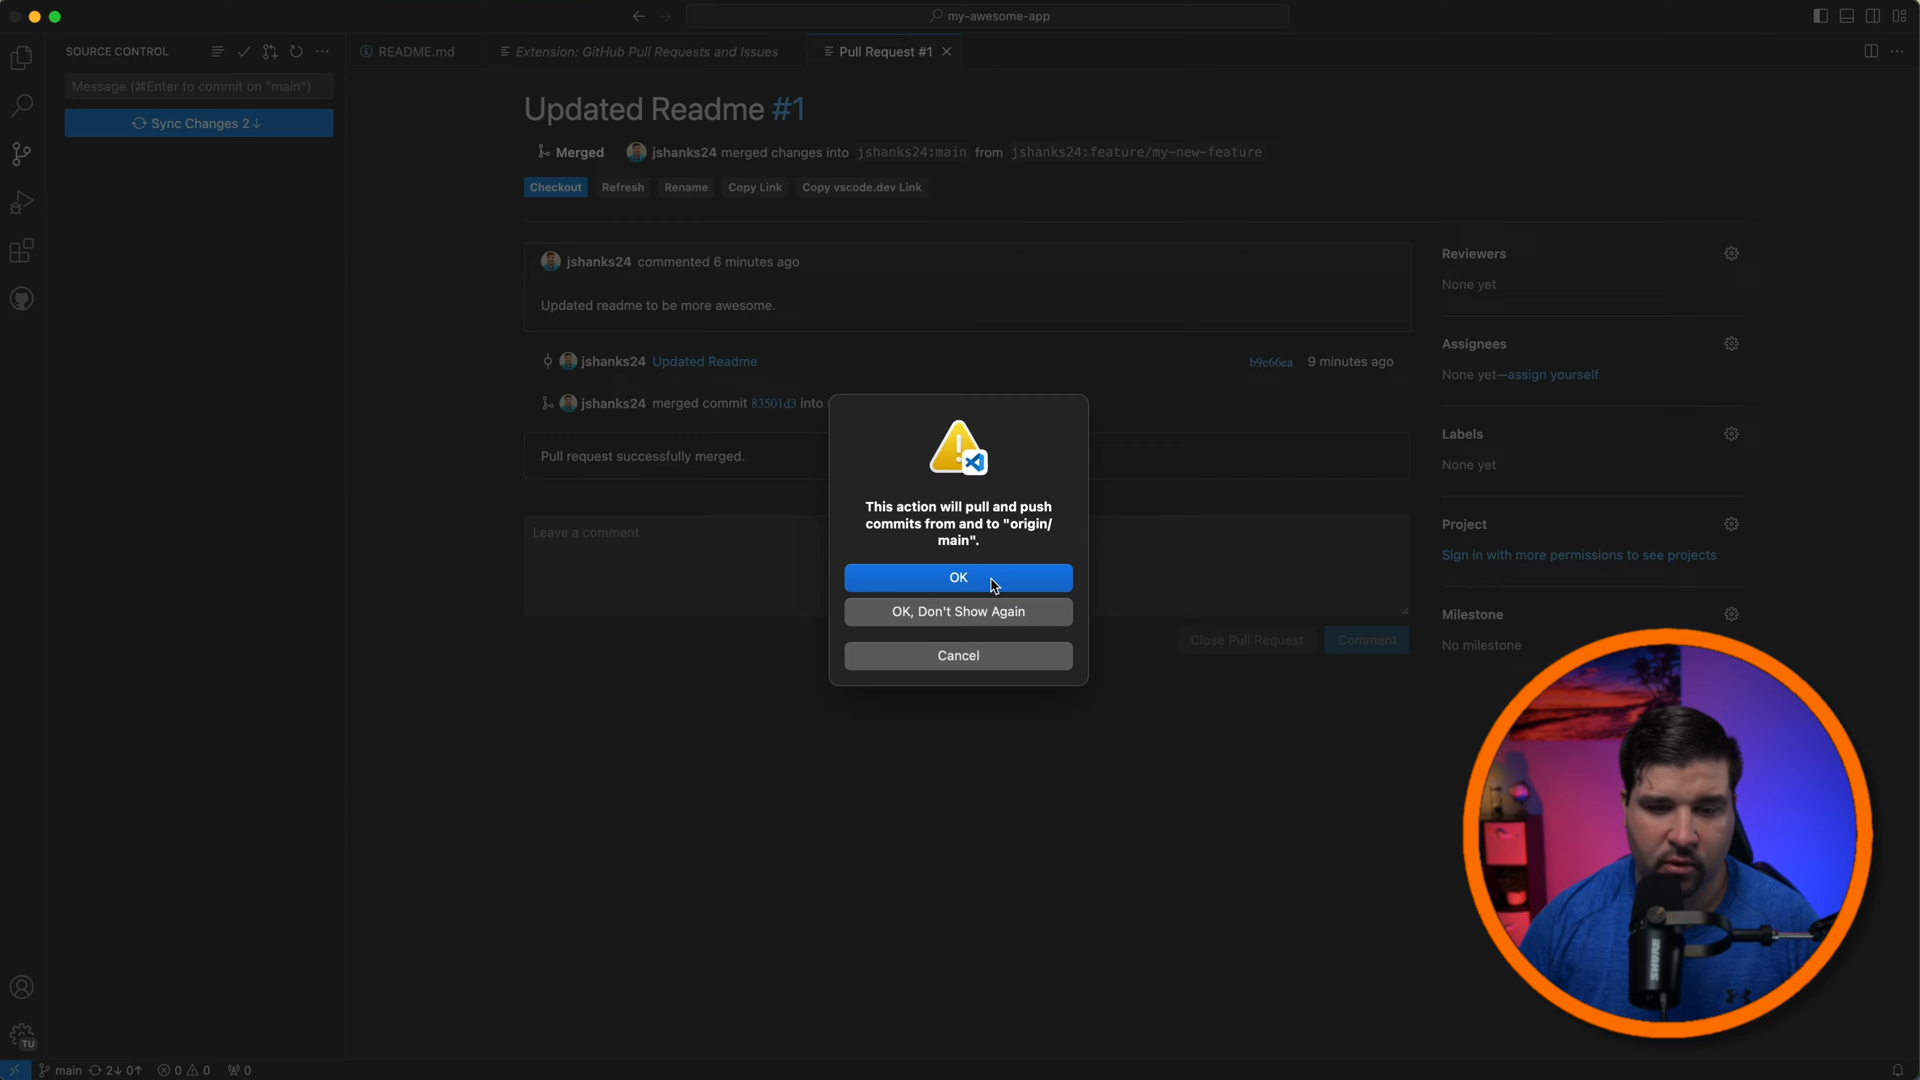 my-awesome-app
SOURCE CONTROL
README.md
Extension: GitHub Pull Requests and Issues
Pull Request #1
Message (⌘Enter to commit on "main")
Sync Changes 2↓
Updated Readme #1
Merged jshanks24 merged changes into jshanks24:main from jshanks24:feature/my-new-feature
Checkout Refresh Rename Copy Link Copy vscode.dev Link
jshanks24 commented 6 minutes ago
Updated readme to be more awesome.
jshanks24 Updated Readme b9e66ea 9 minutes ago
jshanks24 merged commit 83501d3 into
Pull request successfully merged.
Leave a comment
Close Pull Request Comment
Reviewers
None yet
Assignees
None yet—assign yourself
Labels
None yet
Project
Sign in with more permissions to see projects
Milestone
No milestone
This action will pull and push
commits from and to "origin/
main".
OK
OK, Don't Show Again
Cancel
SHURE
TU
main 2↓ 0↑ 0 0 0